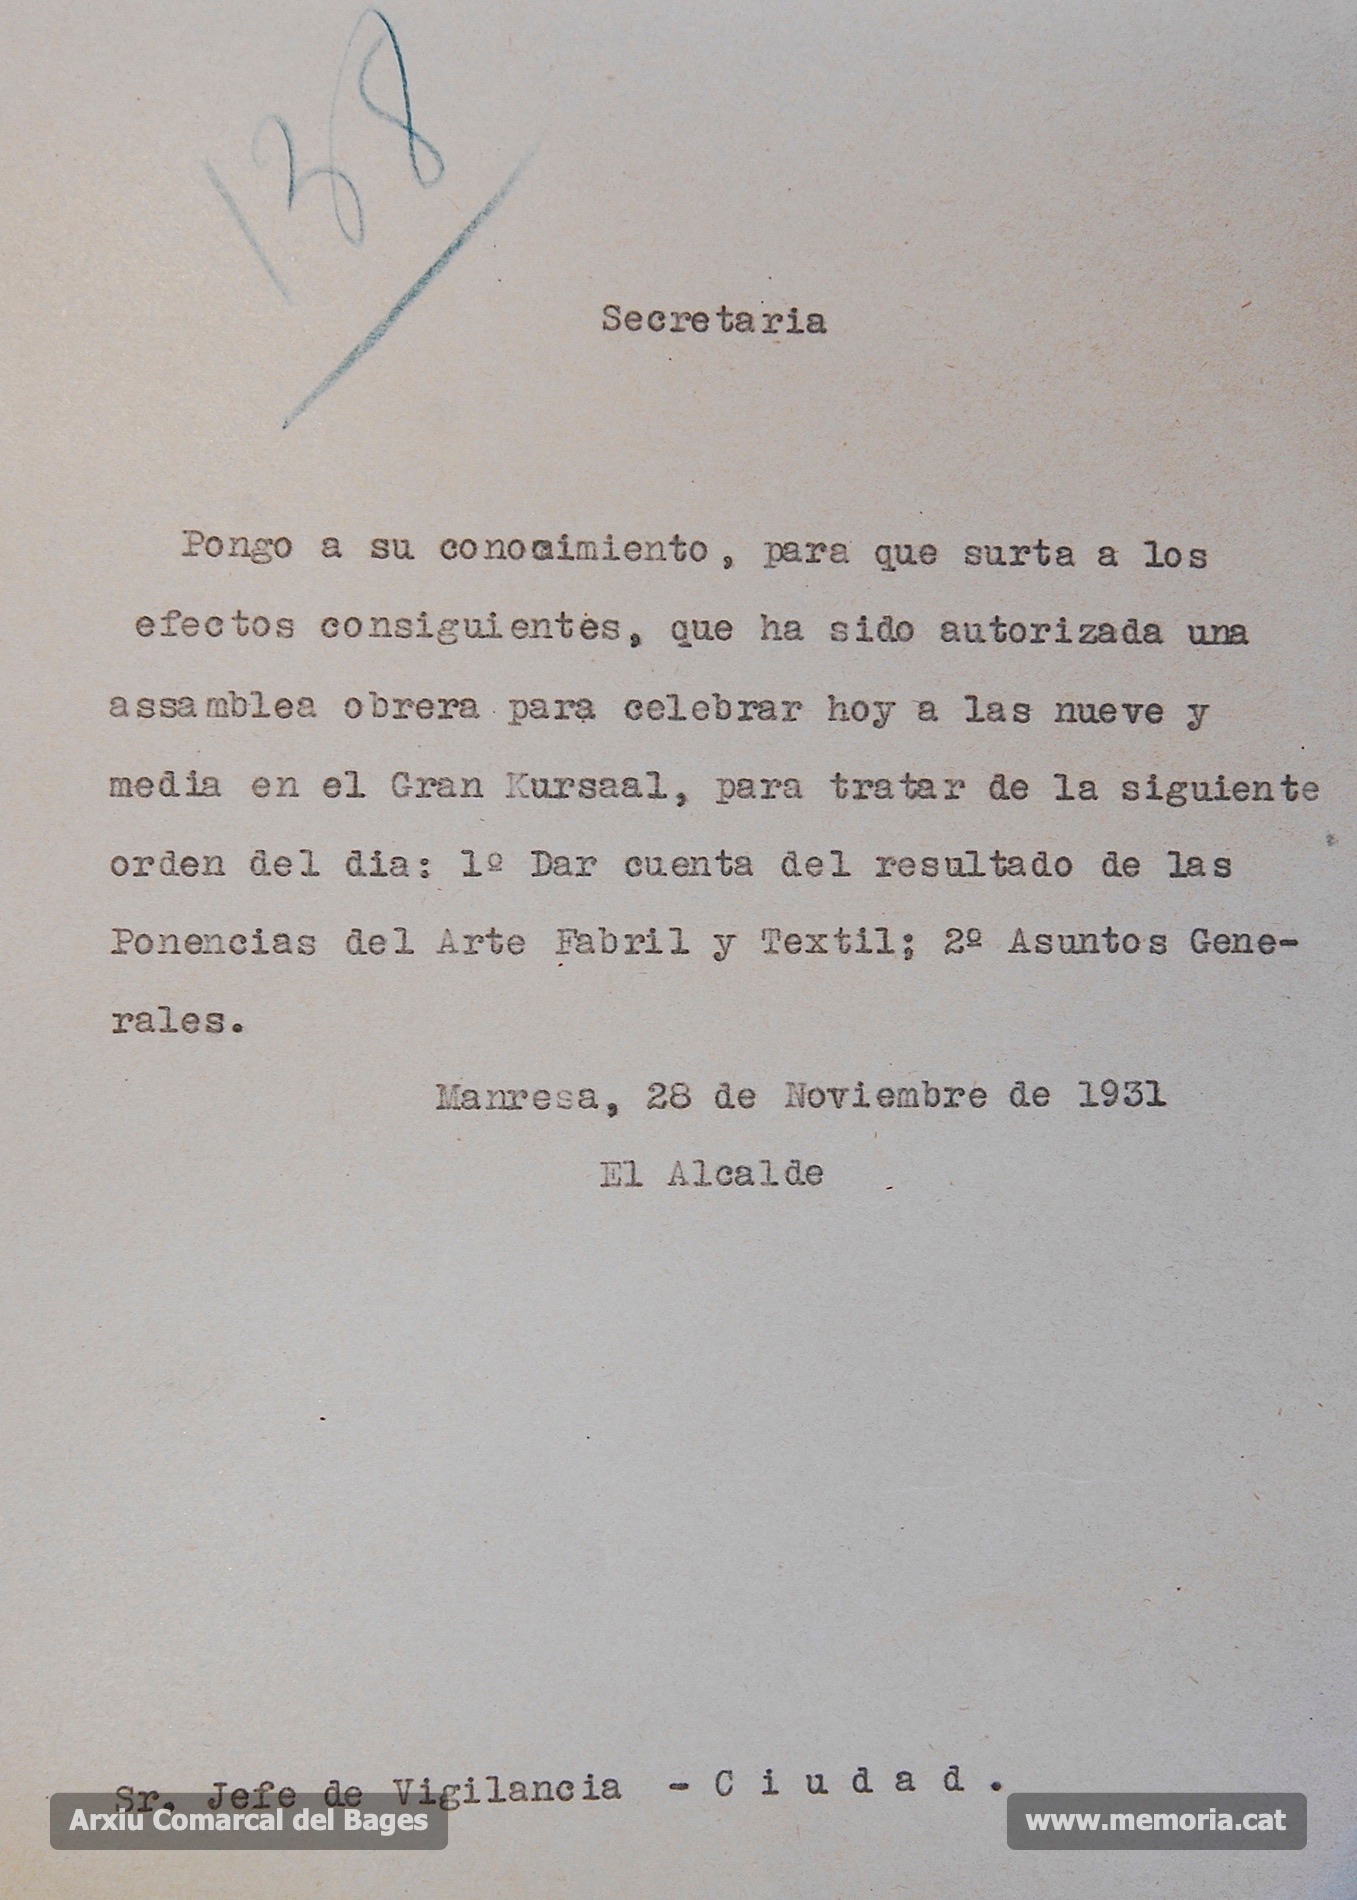 138
Secretaria
Pongo a su conocimiento, para que surta a los
efectos consiguientes, que ha sido autorizada una
assamblea obrera para celebrar hoy a las nueve y
media en el Gran Kursaal, para tratar de la siguiente
orden del dia: 1º Dar cuenta del resultado de las
Ponencias del Arte Fabril y Textil; 2º Asuntos Gene-
rales.
Manresa, 28 de Noviembre de 1931
El Alcalde
Sr. Jefe de Vigilancia - C i u d a d .
Arxiu Comarcal del Bages
www.memoria.cat